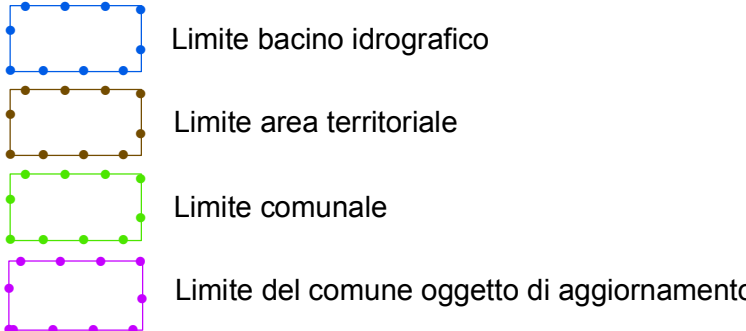 Limite bacino idrografico
Limite area territoriale
Limite comunale
Limite del comune oggetto di aggiornamento